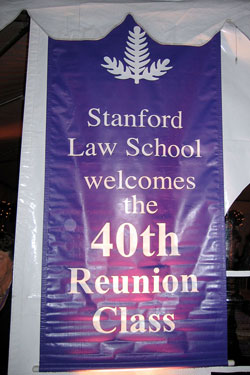 Stanford
Law School
welcomes
the
40th
Reunion
Class